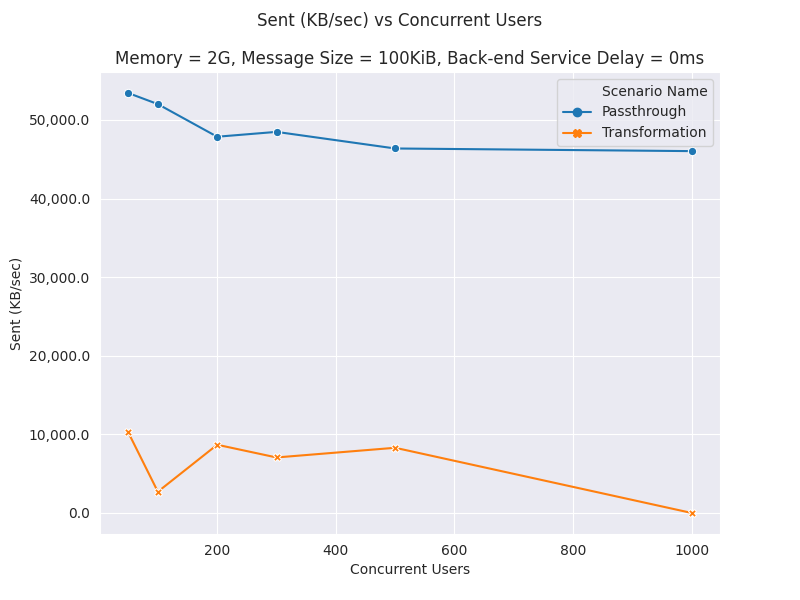 Sent (KB/sec) vs Concurrent Users
Memory = 2G, Message Size = 100KiB, Back-end Service Delay = 0ms
Scenario Name
Passthrough
Transformation
Sent (KB/sec)
50,000.0
40,000.0
30,000.0
20,000.0
10,000.0
0.0
200 400 600 800 1000
Concurrent Users